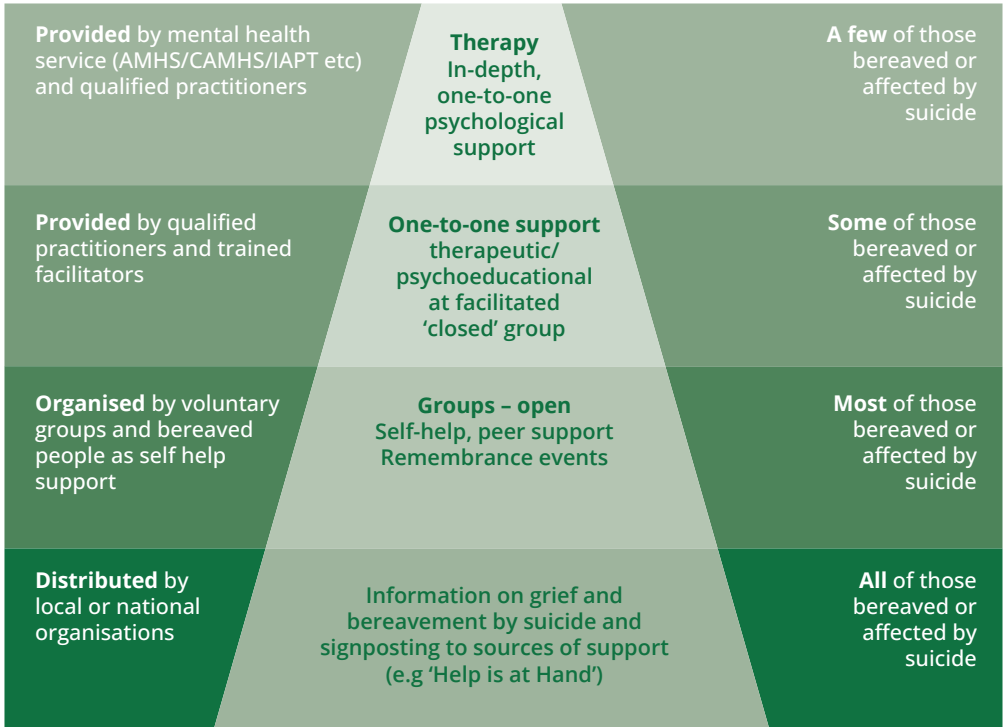 Provided by mental health
service (AMHS/CAMHS/IAPT etc)
and qualified practitioners
Therapy
In-depth,
one-to-one
psychological
support
A few of those
bereaved or
affected by
suicide
Provided by qualified
practitioners and trained
facilitators
One-to-one support
therapeutic/
psychoeducational
at facilitated
‘closed’ group
Some of those
bereaved or
affected by
suicide
Organised by voluntary
groups and bereaved
people as self help
support
Groups – open
Self-help, peer support
Remembrance events
Most of those
bereaved or
affected by
suicide
Distributed by
local or national
organisations
Information on grief and
bereavement by suicide and
signposting to sources of support
(e.g ‘Help is at Hand’)
All of those
bereaved or
affected by
suicide